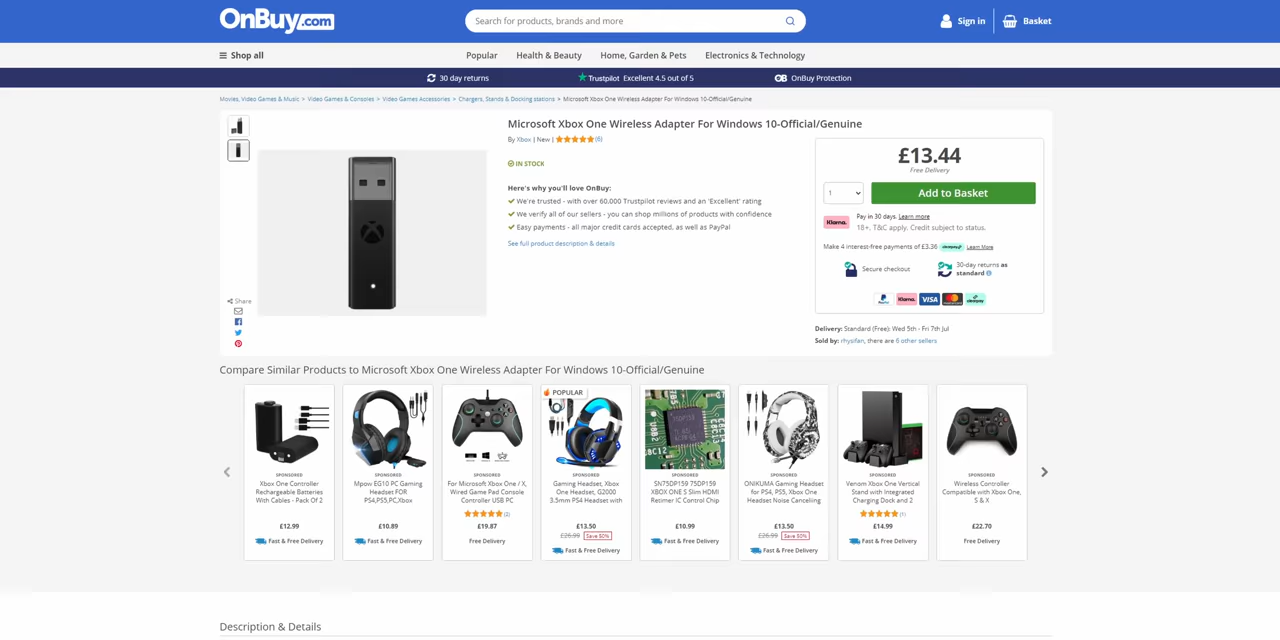 OnBuy.com
Search for products, brands and more
Sign in
Basket
Shop all
Popular
Health & Beauty
Home, Garden & Pets
Electronics & Technology
30 day returns
Trustpilot Excellent 4.5 out of 5
OB OnBuy Protection
Movies, Video Games & Music > Video Games & Consoles > Video Games Accessories > Chargers, Stands & Docking stations > Microsoft Xbox One Wireless Adapter For Windows 10-Official/Genuine
Microsoft Xbox One Wireless Adapter For Windows 10-Official/Genuine
By Xbox | New | (6)
IN STOCK
Here's why you'll love OnBuy:
We're trusted - with over 60,000 Trustpilot reviews and an 'Excellent' rating
We verify all of our sellers - you can shop millions of products with confidence
Easy payments - all major credit cards accepted, as well as PayPal
See full product description & details
Share
£13.44
Free Delivery
1
Add to Basket
Klarna.
Pay in 30 days. Learn more
18+, T&C apply. Credit subject to status.
Make 4 interest-free payments of £3.36 clearpay Learn More
Secure checkout
30-day returns as
standard
PayPal
Klarna.
VISA
mastercard
clearpay
Delivery: Standard (Free): Wed 5th - Fri 7th Jul
Sold by: rhysifan, there are 6 other sellers
Compare Similar Products to Microsoft Xbox One Wireless Adapter For Windows 10-Official/Genuine
SPONSORED
Xbox One Controller
Rechargeable Batteries
With Cables - Pack Of 2
£12.99
Fast & Free Delivery
SPONSORED
Mpow EG10 PC Gaming
Headset FOR
PS4,PS5,PC,Xbox
£10.89
Fast & Free Delivery
SPONSORED
For Microsoft Xbox One / X,
Wired Game Pad Console
Controller USB PC
(2)
£19.87
Free Delivery
POPULAR
SPONSORED
Gaming Headset, Xbox
One Headset, G2000
3.5mm PS4 Headset with
£13.50
£26.99 Save 50%
Fast & Free Delivery
SPONSORED
SN75DP159 75DP159
XBOX ONE S Slim HDMI
Retimer IC Control Chip
£10.99
Fast & Free Delivery
SPONSORED
ONIKUMA Gaming Headset
for PS4, PS5, Xbox One
Headset Noise Cancelling
£13.50
£26.99 Save 50%
Fast & Free Delivery
SPONSORED
Venom Xbox One Vertical
Stand with Integrated
Charging Dock and 2
(1)
£14.99
Fast & Free Delivery
SPONSORED
Wireless Controller
Compatible with Xbox One,
S & X
£22.70
Free Delivery
Description & Details